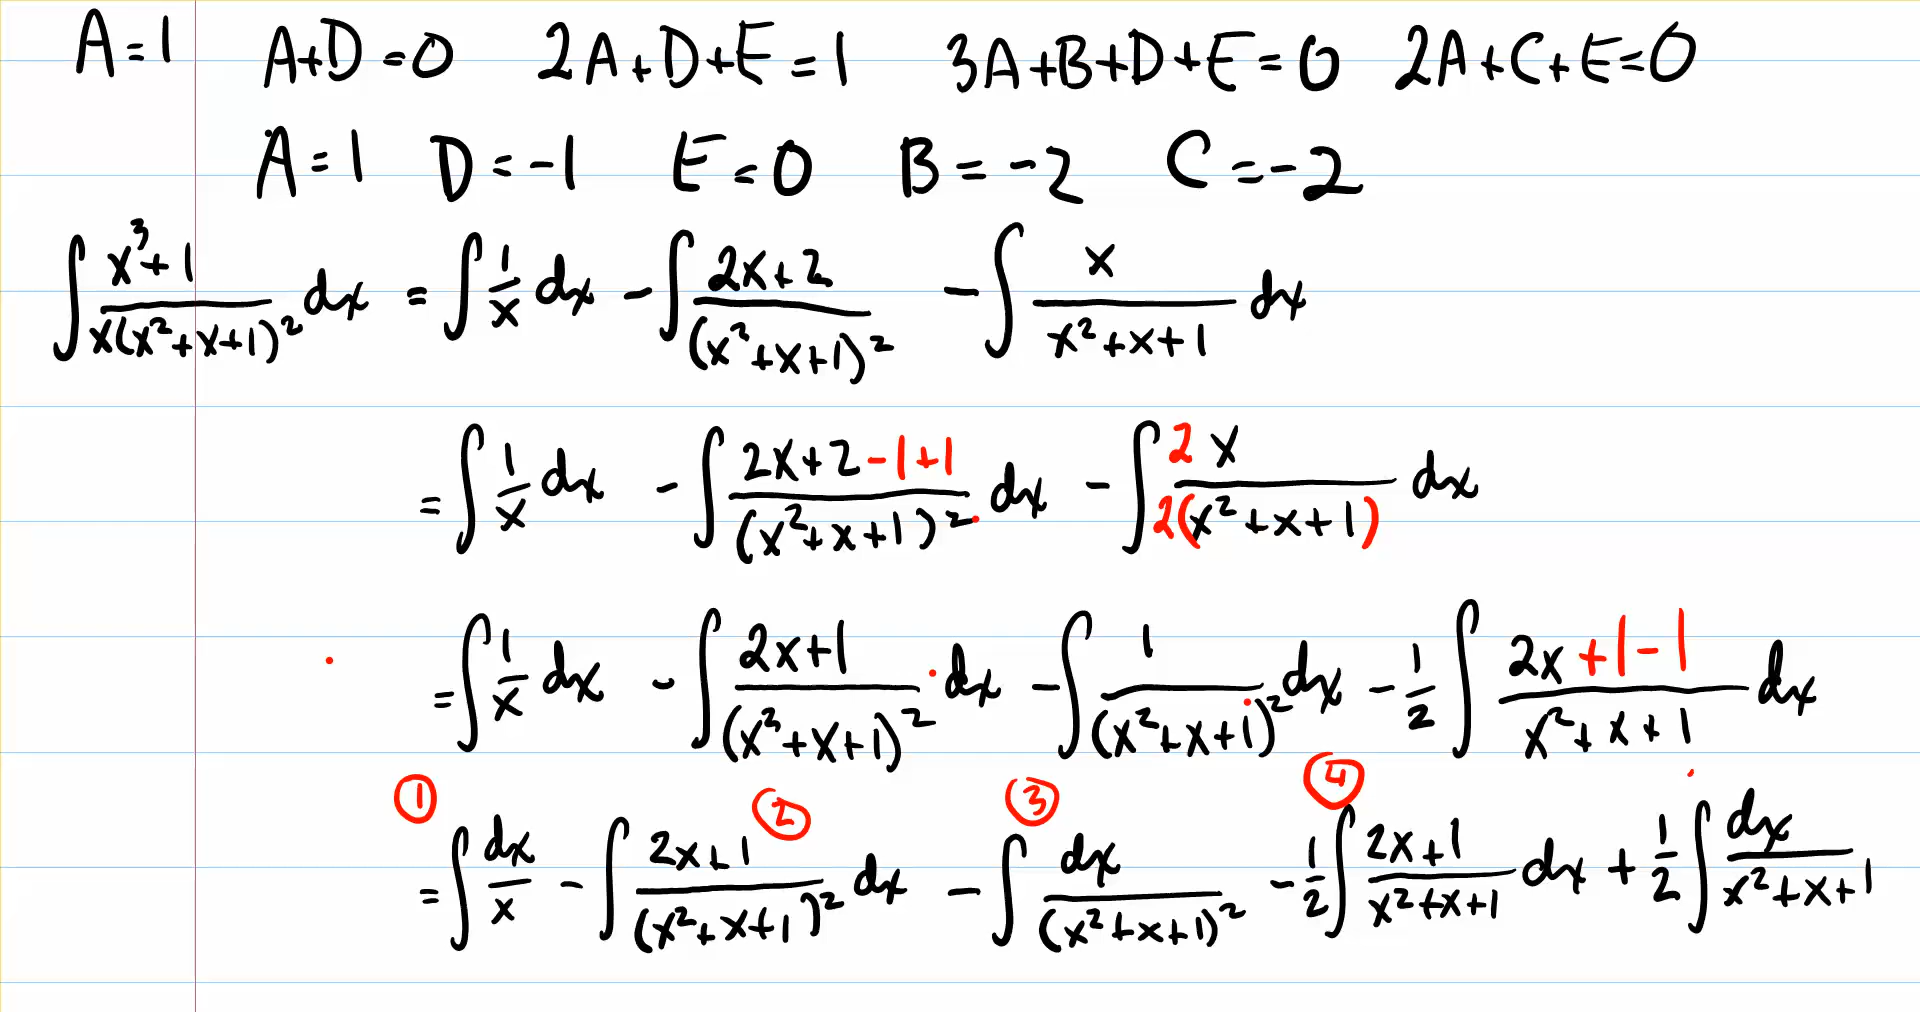 A=1 A+D=0 2A+D+E=1 3A+B+D+E=0 2A+C+E=0
A=1 D=-1 E=0 B=-2 C=-2
∫ (x³+1)/(x(x²+x+1)²) dx = ∫ 1/x dx - ∫ (2x+2)/(x²+x+1)² - ∫ x/(x²+x+1) dx
= ∫ 1/x dx - ∫ (2x+2-1+1)/(x²+x+1)² dx - ∫ 2x/(2(x²+x+1)) dx
= ∫ 1/x dx - ∫ (2x+1)/(x²+x+1)² dx - ∫ 1/(x²+x+1)² dx - 1/2 ∫ (2x+1-1)/(x²+x+1) dx
① ② ③ ④
= ∫ dx/x - ∫ (2x+1)/(x²+x+1)² dx - ∫ dx/(x²+x+1)² - 1/2 ∫ (2x+1)/(x²+x+1) dx + 1/2 ∫ dx/(x²+x+1)